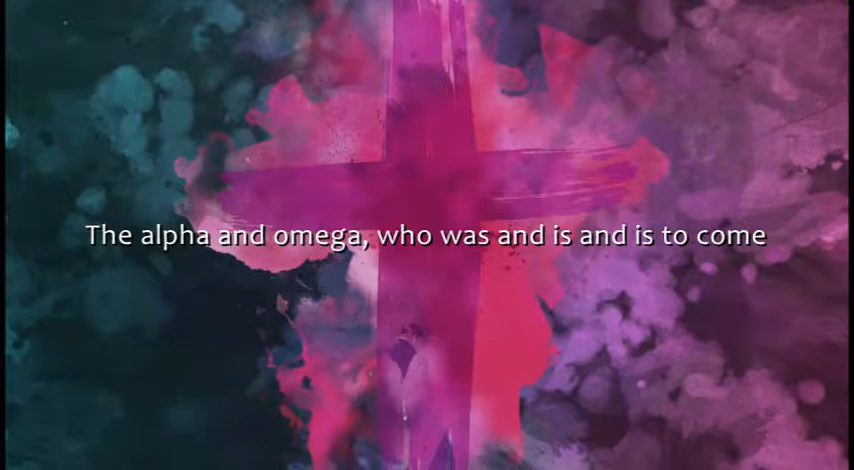 The alpha and omega, who was and is and is to come